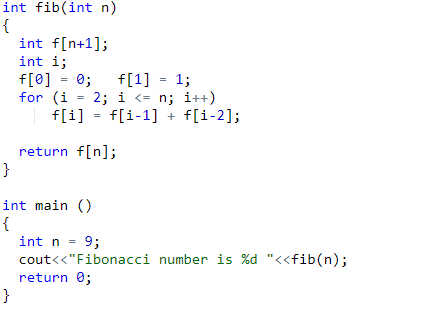 int fib(int n)
{
  int f[n+1];
  int i;
  f[0] = 0;   f[1] = 1;
  for (i = 2; i <= n; i++)
      f[i] = f[i-1] + f[i-2];
  return f[n];
}
int main ()
{
  int n = 9;
  cout<<"Fibonacci number is %d "<<fib(n);
  return 0;
}